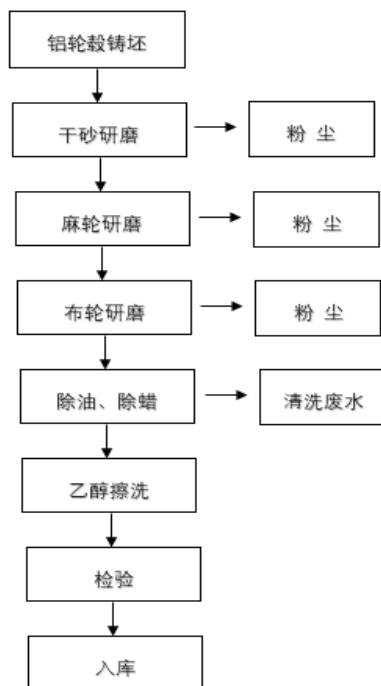 铝轮毂铸坯
干砂研磨
粉 尘
麻轮研磨
粉 尘
布轮研磨
粉 尘
除油、除蜡
清洗废水
乙醇擦洗
检验
入库